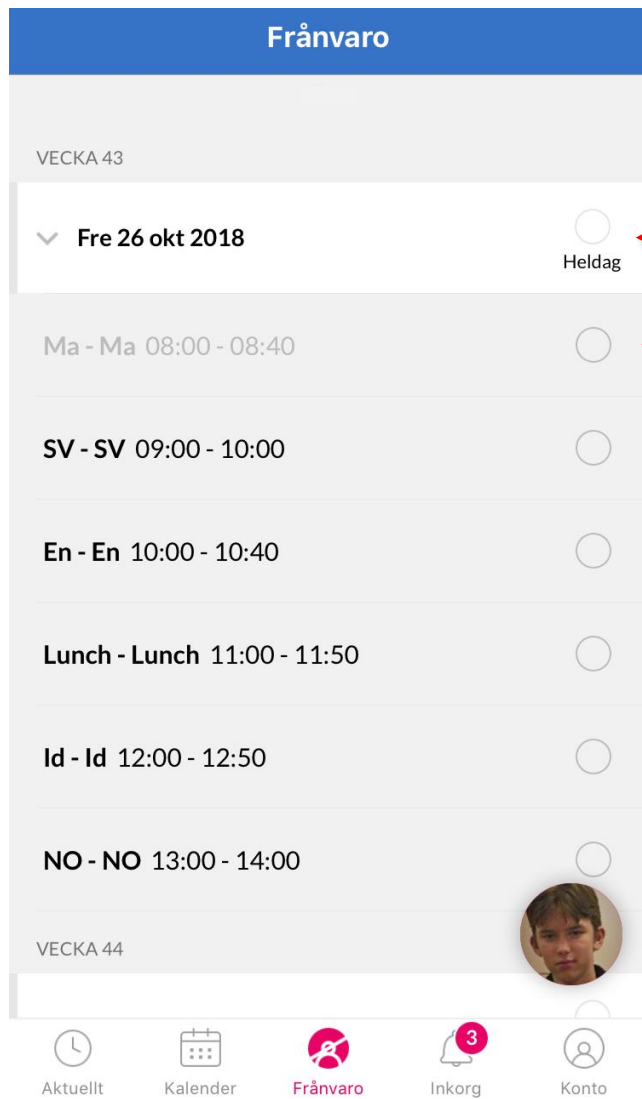 Frånvaro
VECKA 43
Fre 26 okt 2018
Heldag
Ma - Ma 08:00 - 08:40
SV - SV 09:00 - 10:00
En - En 10:00 - 10:40
Lunch - Lunch 11:00 - 11:50
Id - Id 12:00 - 12:50
NO - NO 13:00 - 14:00
VECKA 44
3
Aktuellt Kalender Frånvaro Inkorg Konto